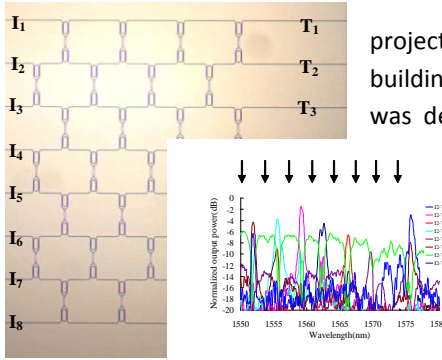 I1
T1
I2
T2
I3
T3
I4
I5
I6
I7
I8
project
building
was de
Normalized output power(dB)
0
-2
-4
-6
-8
-10
-12
-14
-16
-18
-20
1550
1555
1560
1565
1570
1575
Wavelength(nm)